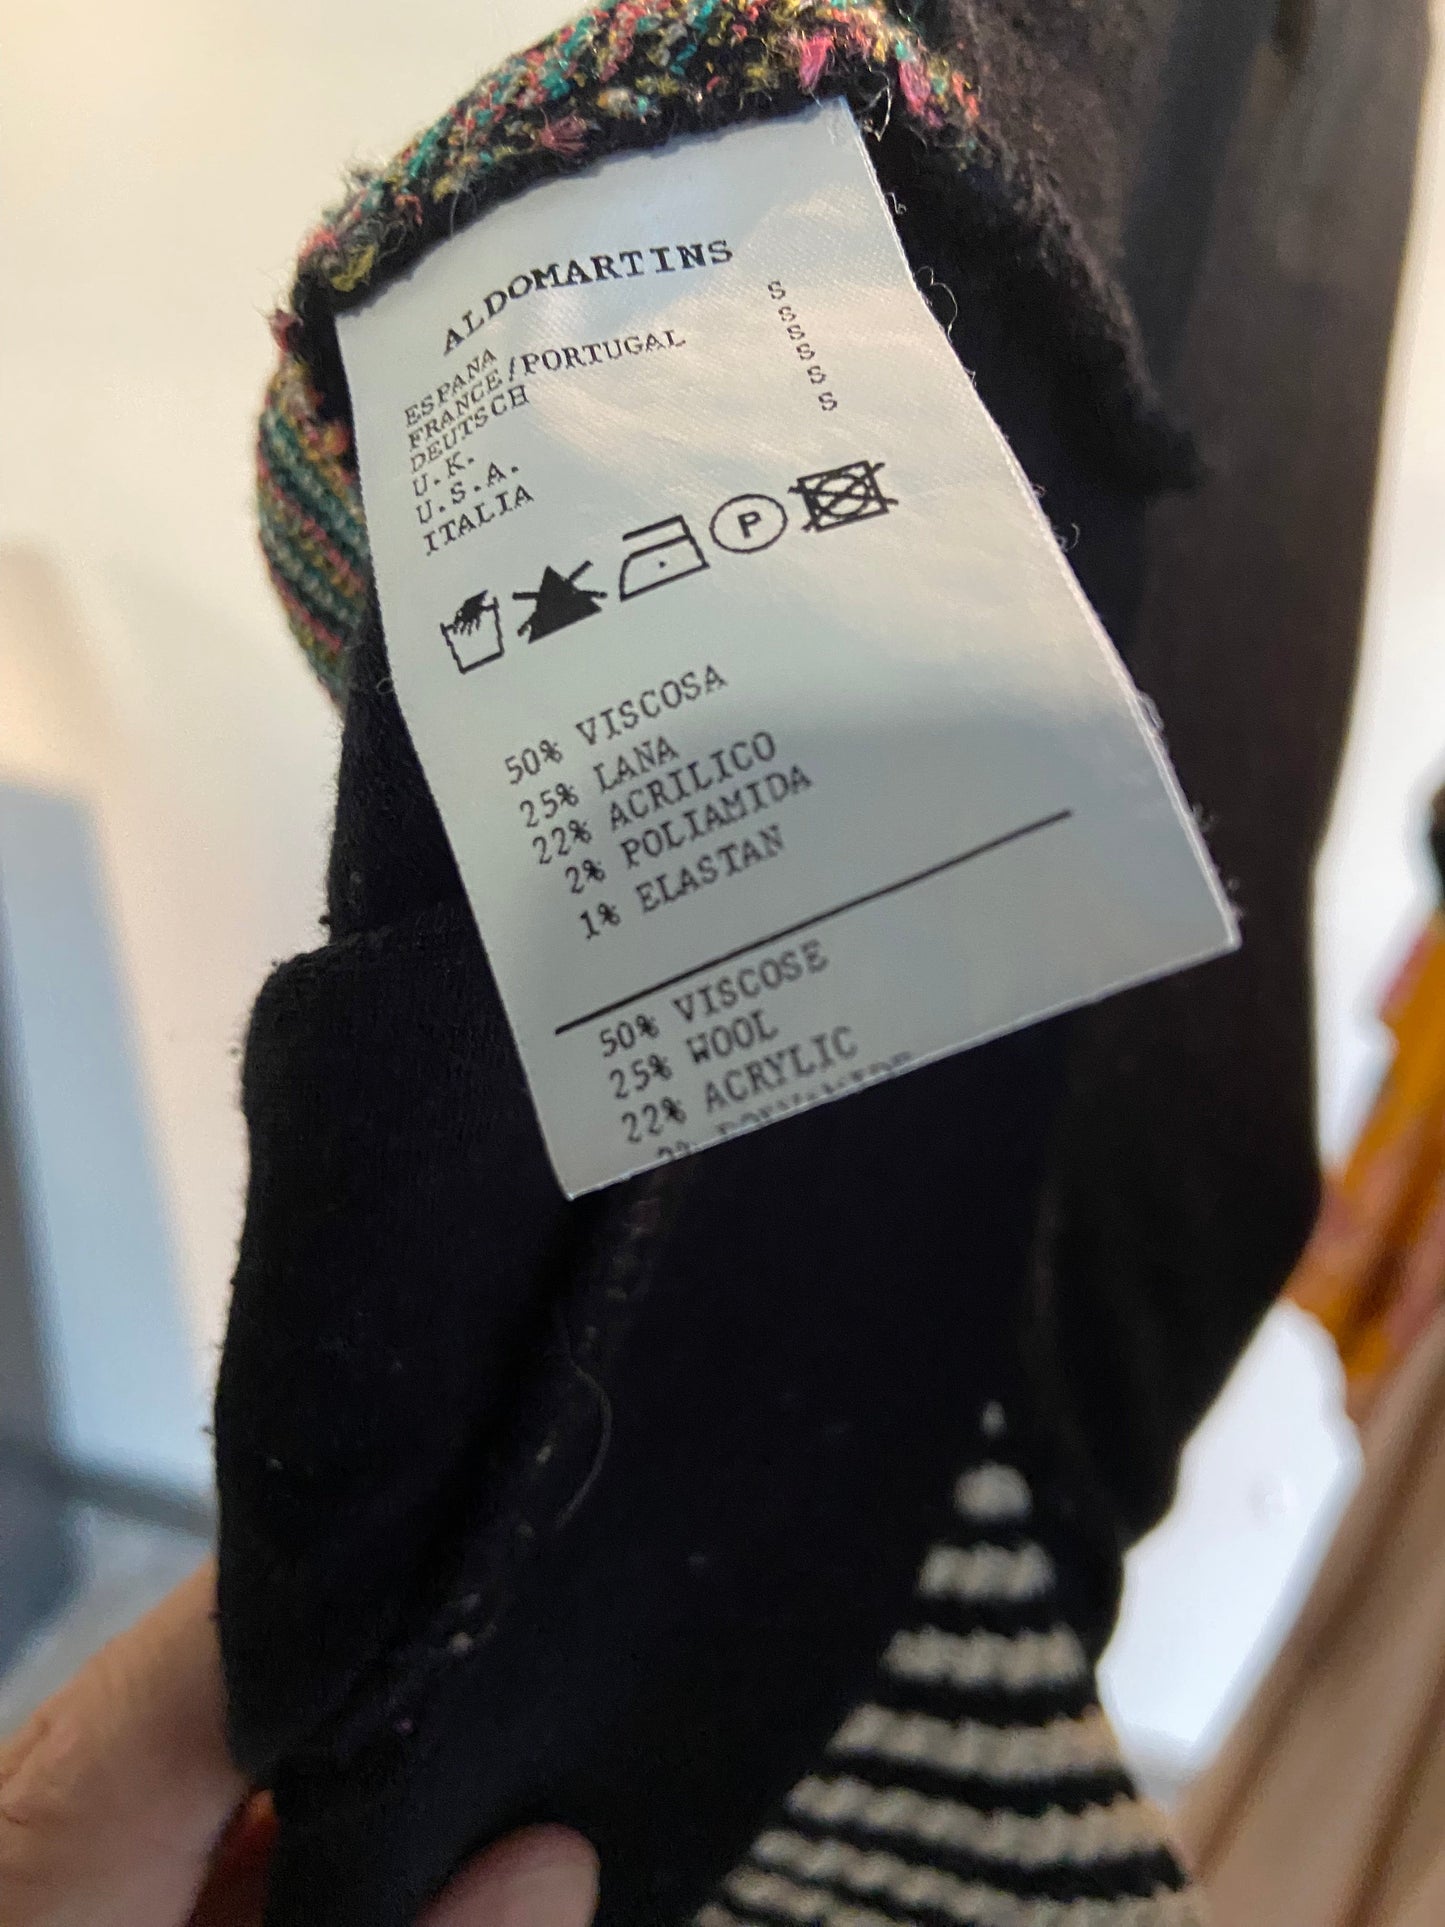 ALDOMARTINS
ESPANA S
FRANCE/PORTUGAL S
DEUTSCH S
U.K. S
U.S.A. S
ITALIA S
P
50% VISCOSA
25% LANA
22% ACRILICO
2% POLIAMIDA
1% ELASTAN
50% VISCOSE
25% WOOL
22% ACRYLIC